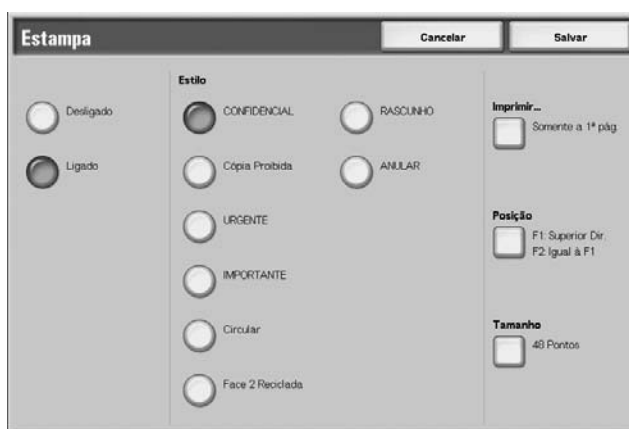 Estampa
Cancelar
Salvar
Desligado
Ligado
Estilo
CONFIDENCIAL
Cópia Proibida
URGENTE
IMPORTANTE
Circular
Face 2 Reciclada
RASCUNHO
ANULAR
Imprimir...
Somente a 1ª pág.
Posição
F1: Superior Dir.
F2: Igual à F1
Tamanho
48 Pontos